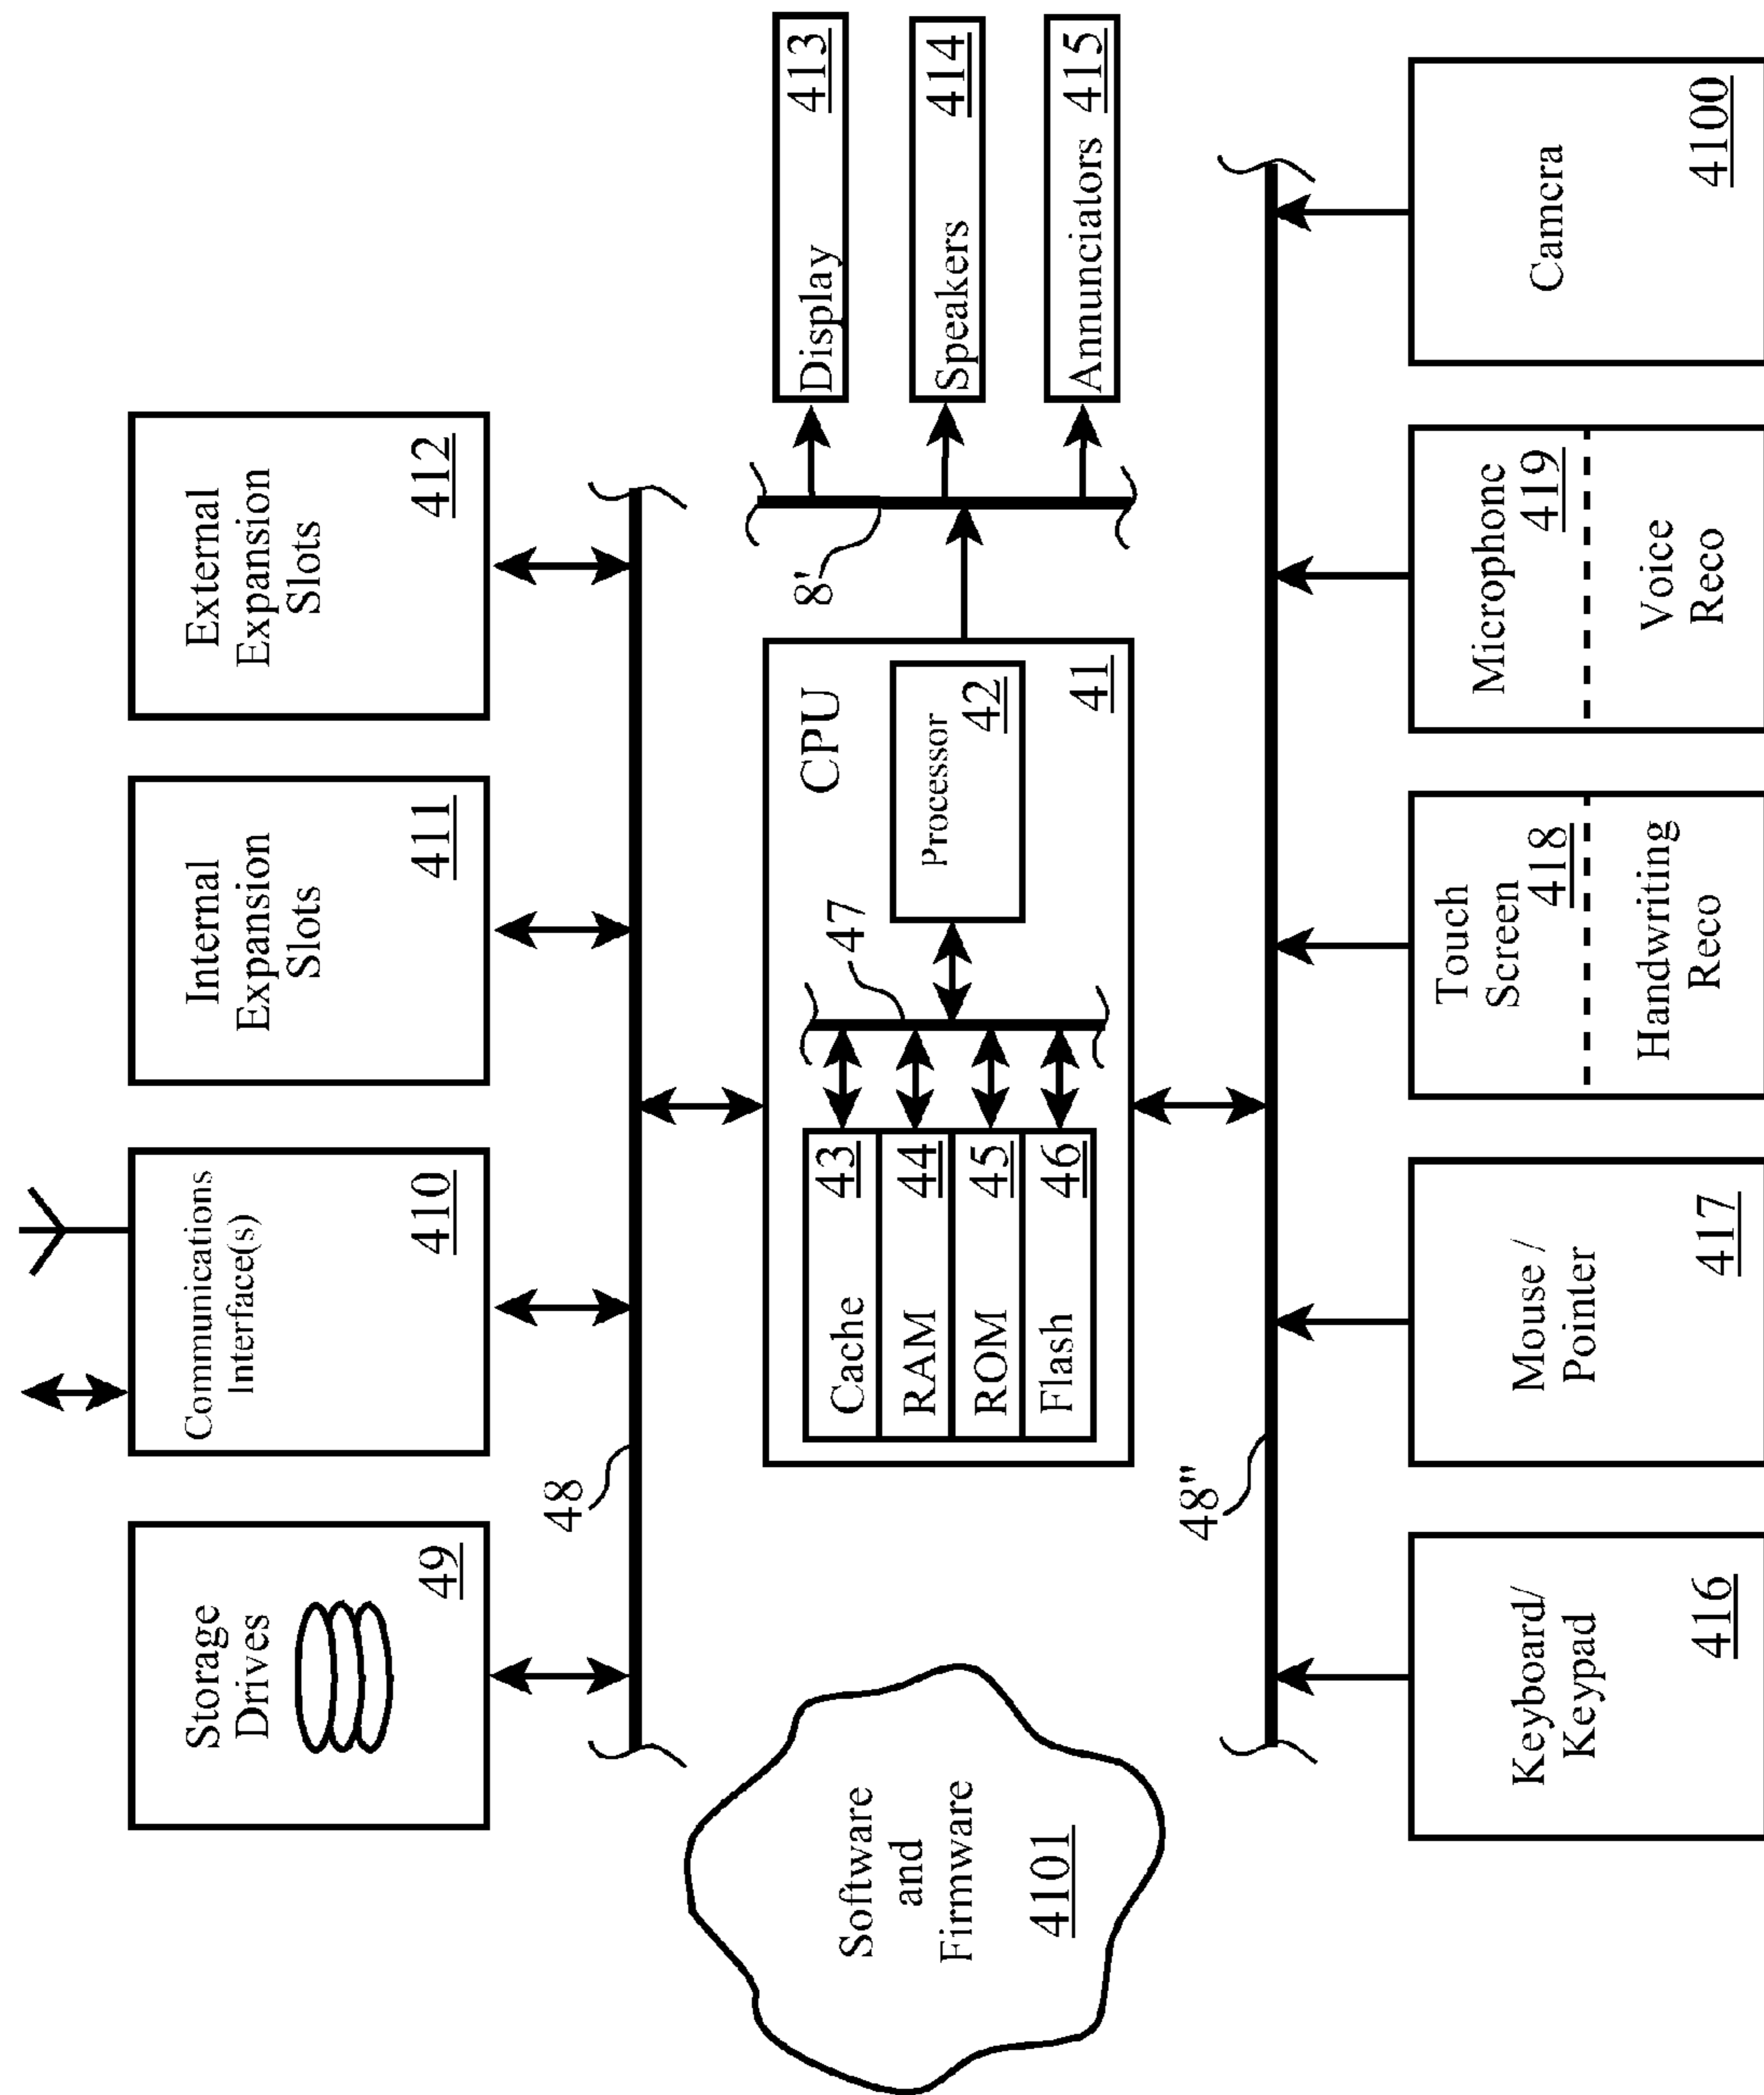 Storage
Drives
49
Communications
Interface(s)
410
Internal
Expansion
Slots
411
External
Expansion
Slots
412
48
Software
and
Firmware
4101
CPU
Cache 43
RAM 44
ROM 45
Flash 46
47
Processor
42
41
8'
Display 413
Speakers 414
Annunciators 415
48"
Keyboard/
Keypad
416
Mouse /
Pointer
417
Touch
Screen
418
Handwriting
Reco
Microphone
419
Voice
Reco
Camera
4100